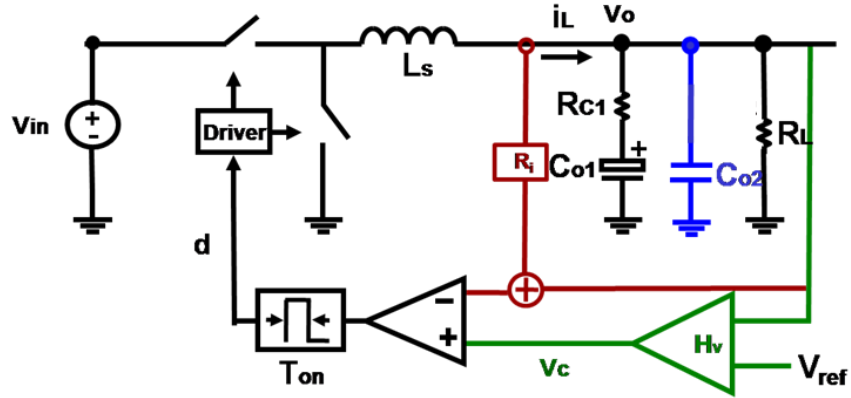 iL
Vo
Ls
Vin
+
-
Driver
RC1
+
Co1
Co2
RL
Ri
d
+
-
+
Ton
Vc
Hv
Vref